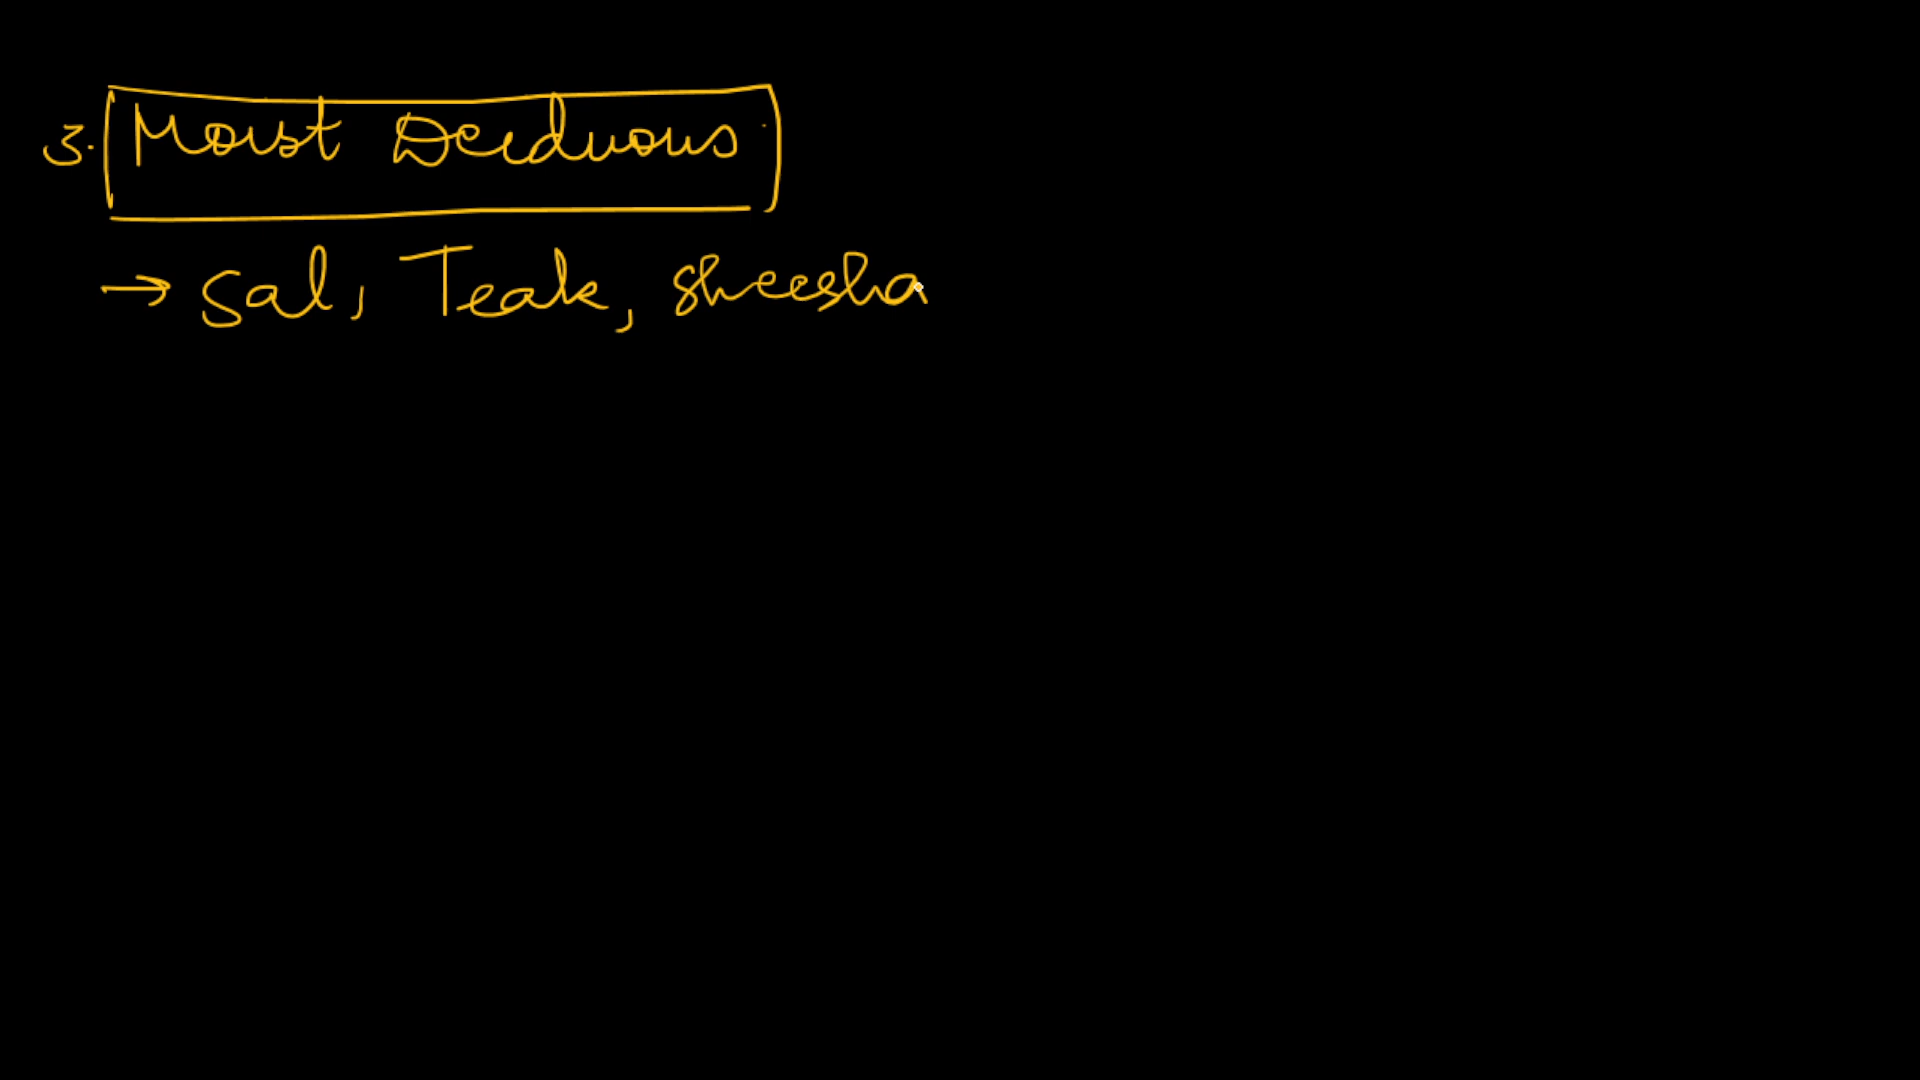 3. Moist Deciduous
→ Sal, Teak, sheesha